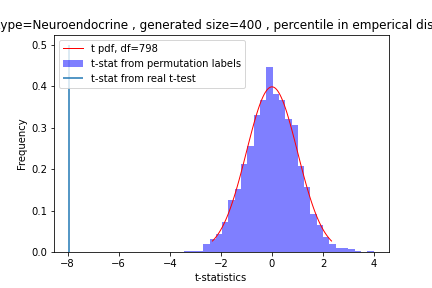 ype=Neuroendocrine , generated size=400 , percentile in emperical dis
0.5
0.4
0.3
0.2
0.1
0.0
Frequency
t pdf, df=798
t-stat from permutation labels
t-stat from real t-test
−8 −6 −4 −2 0 2 4
t-statistics